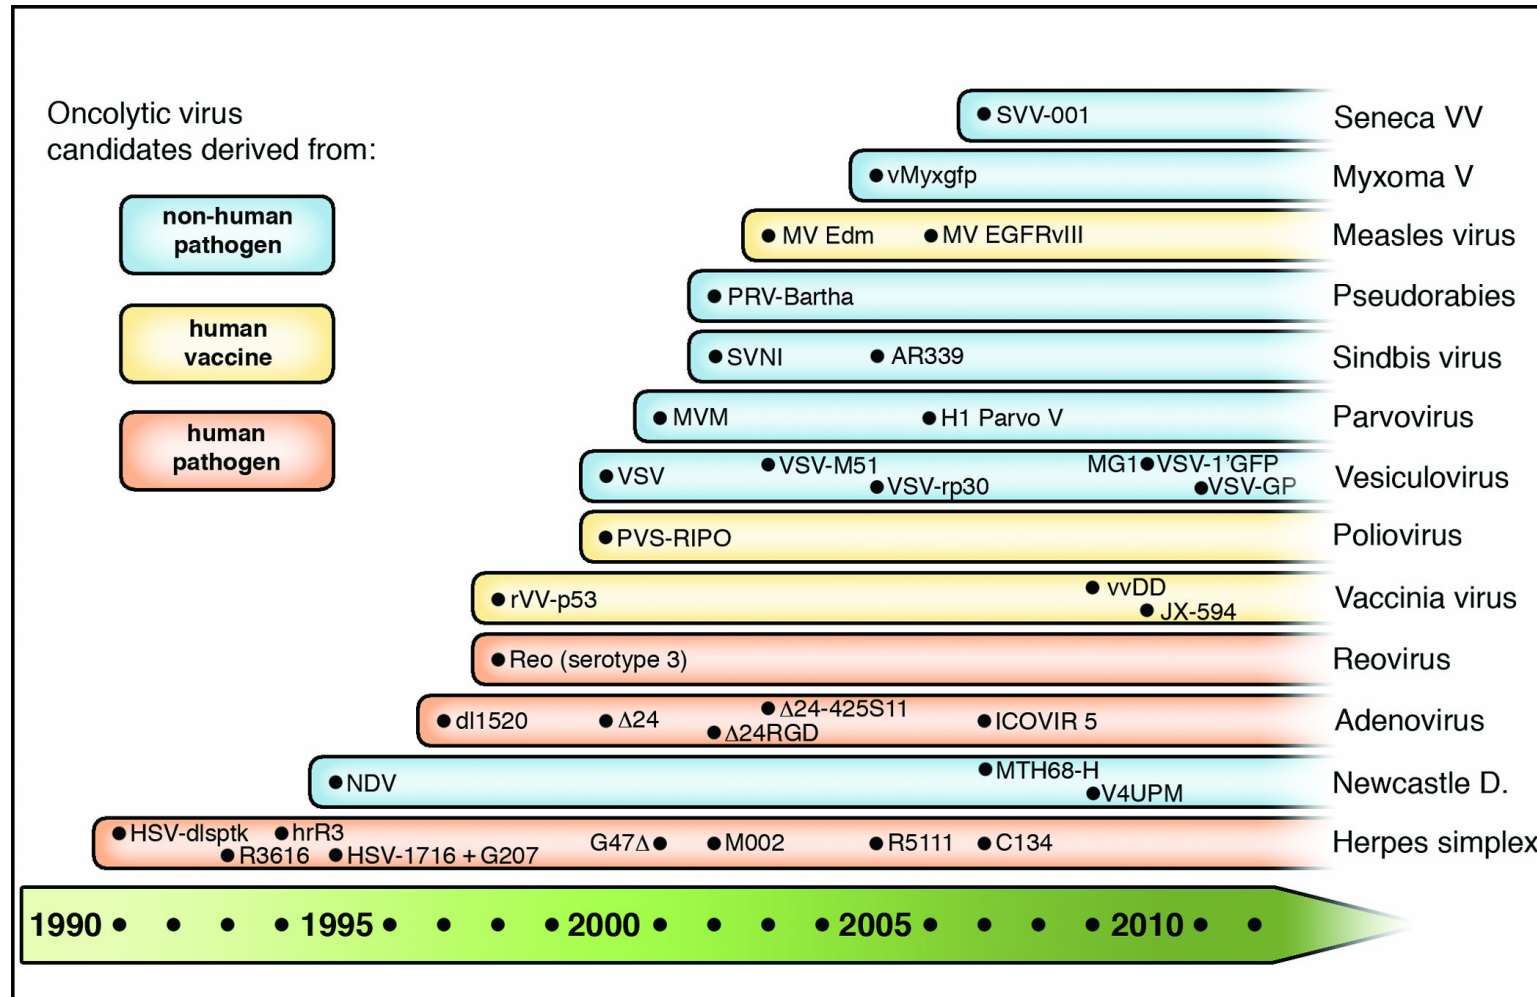 Oncolytic virus
candidates derived from:
non-human
pathogen
human
vaccine
human
pathogen
SVV-001 Seneca VV
vMyxgfp Myxoma V
MV Edm MV EGFRvIII Measles virus
PRV-Bartha Pseudorabies
SVNI AR339 Sindbis virus
MVM H1 Parvo V Parvovirus
VSV VSV-M51 MG1 VSV-1’GFP Vesiculovirus
VSV-rp30 VSV-GP
PVS-RIPO Poliovirus
rVV-p53 vvDD Vaccinia virus
JX-594
Reo (serotype 3) Reovirus
dl1520 Δ24 Δ24-425S11 ICOVIR 5 Adenovirus
Δ24RGD
NDV MTH68-H Newcastle D.
V4UPM
HSV-dlsptk hrR3 G47Δ M002 R5111 C134 Herpes simplex
R3616 HSV-1716 + G207
1990 1995 2000 2005 2010